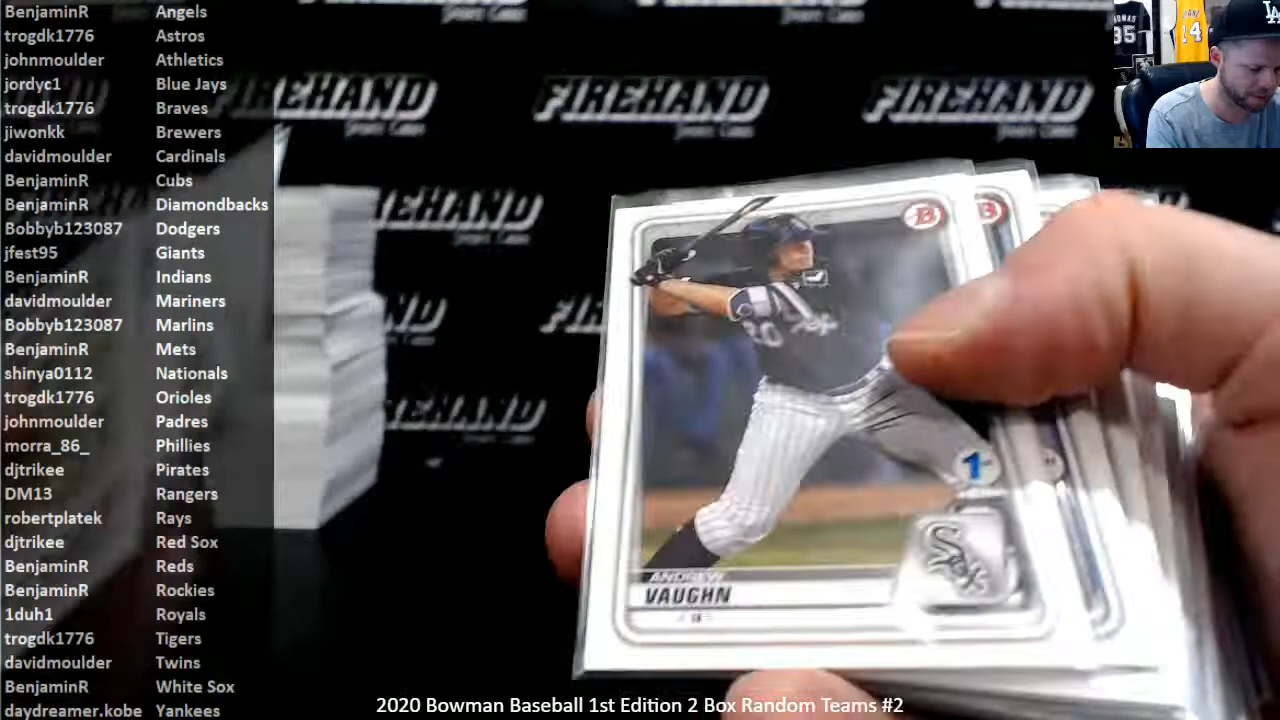 BenjaminR Angels
trogdk1776 Astros
johnmoulder Athletics
jordyc1 Blue Jays
trogdk1776 Braves
jiwonkk Brewers
davidmoulder Cardinals
BenjaminR Cubs
BenjaminR Diamondbacks
Bobbyb123087 Dodgers
jfest95 Giants
BenjaminR Indians
davidmoulder Mariners
Bobbyb123087 Marlins
BenjaminR Mets
shinya0112 Nationals
trogdk1776 Orioles
johnmoulder Padres
morra_86_ Phillies
djtrikee Pirates
DM13 Rangers
robertplatek Rays
djtrikee Red Sox
BenjaminR Reds
BenjaminR Rockies
1duh1 Royals
trogdk1776 Tigers
davidmoulder Twins
BenjaminR White Sox
daydreamer.kobe Yankees
FIREHAND
FIREHAND
FIREHAND
B
1st
Sox
ANDREW
VAUGHN
2020 Bowman Baseball 1st Edition 2 Box Random Teams #2